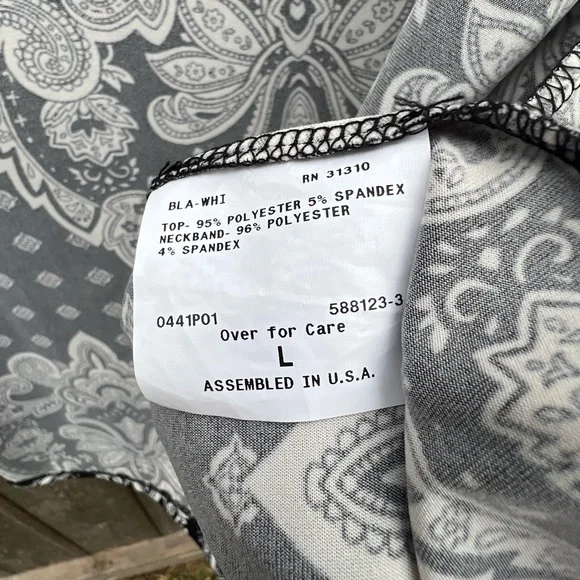 RN 31310
BLA-WHI
TOP- 95% POLYESTER 5% SPANDEX
NECKBAND- 96% POLYESTER
4% SPANDEX
0441P01 588123-3
Over for Care
L
ASSEMBLED IN U.S.A.